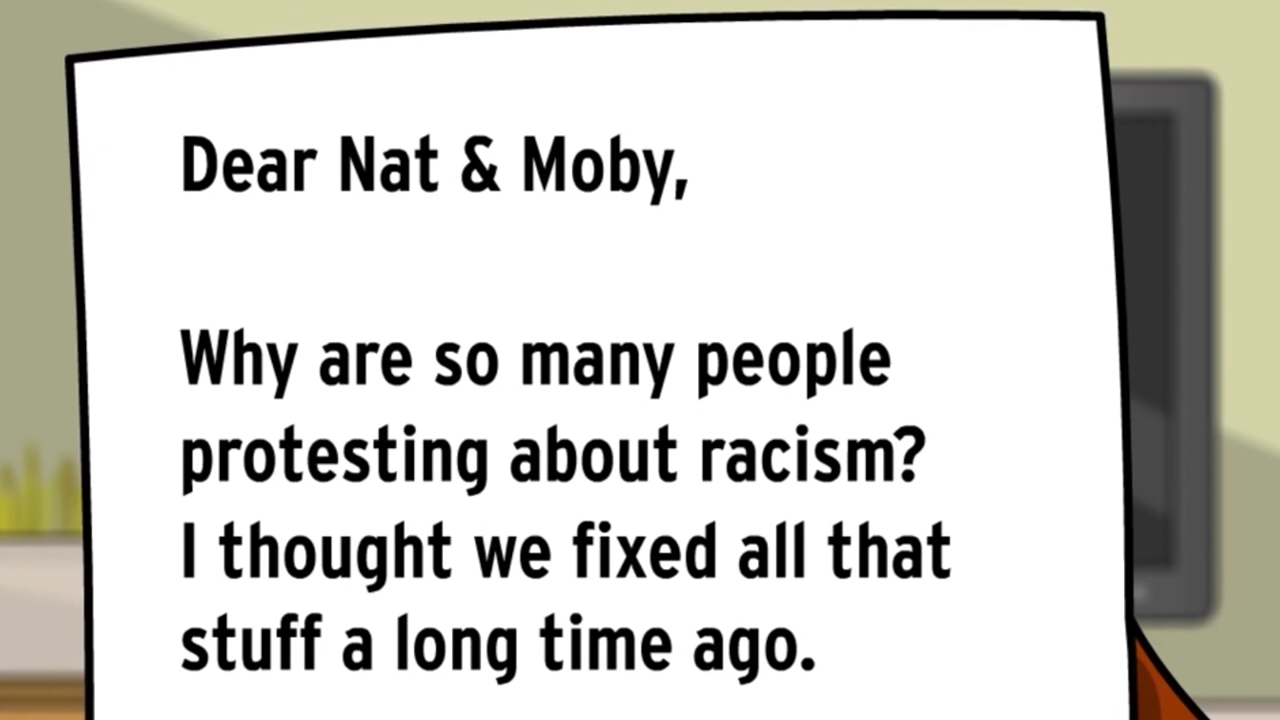 Dear Nat & Moby,
Why are so many people
protesting about racism?
I thought we fixed all that
stuff a long time ago.